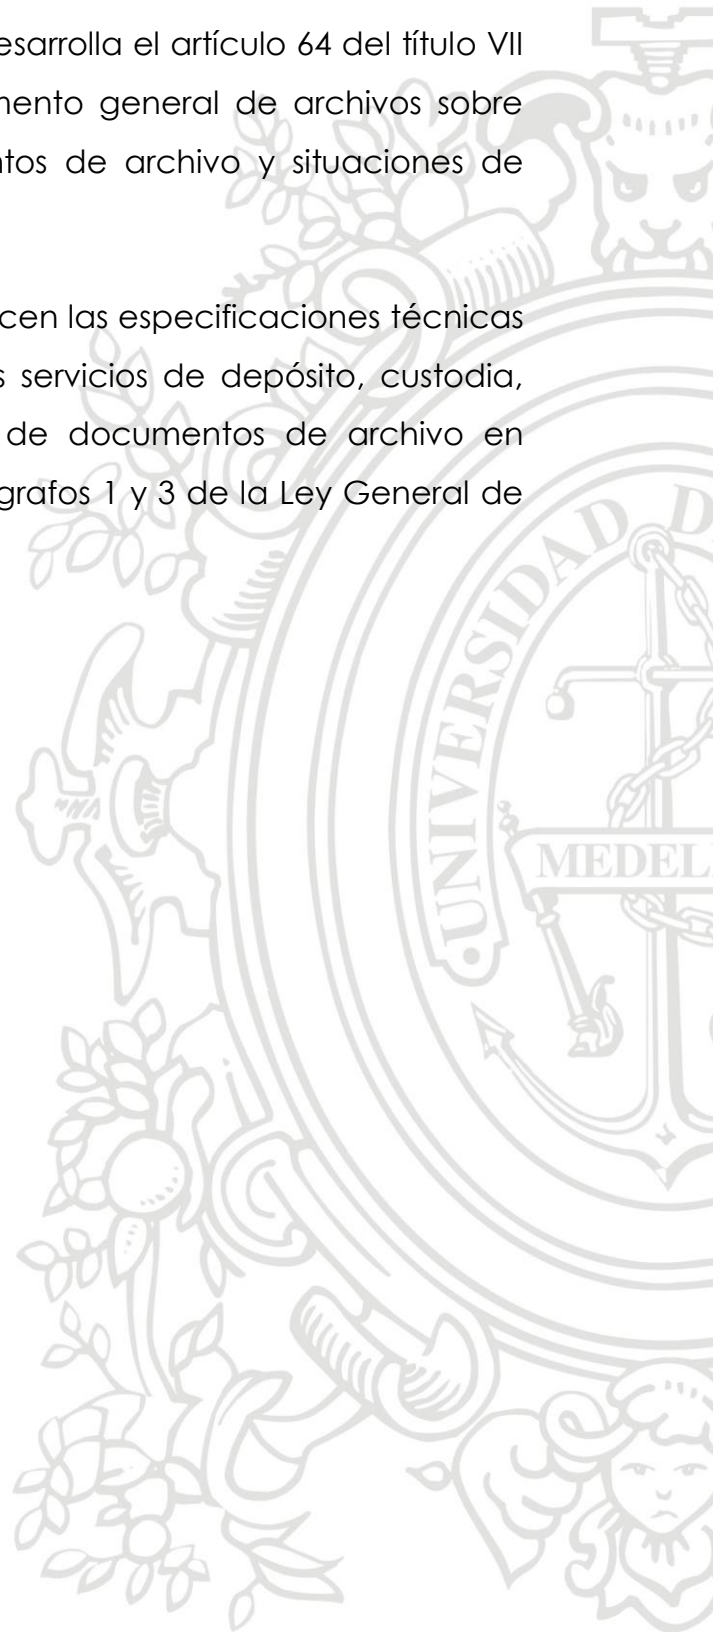 esarrolla el artículo 64 del título VII
mento general de archivos sobre
ntos de archivo y situaciones de
cen las especificaciones técnicas
s servicios de depósito, custodia,
de documentos de archivo en
grafos 1 y 3 de la Ley General de
UNIVERSIDAD D
MEDEL